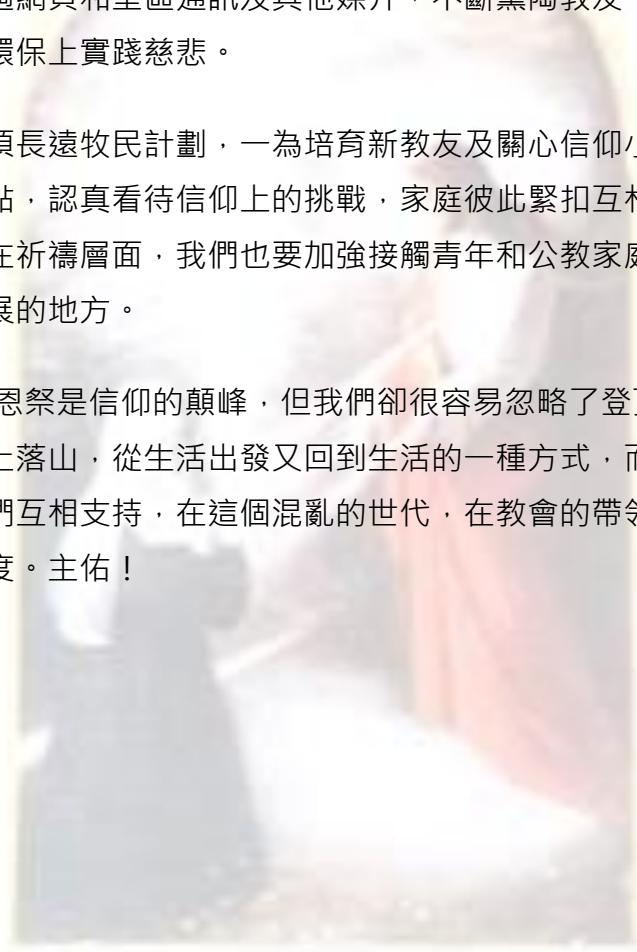 過網頁和堂區通訊及其他媒介，不斷薰陶教友，
環保上實踐慈悲。
項長遠牧民計劃，一為培育新教友及關心信仰小
點，認真看待信仰上的挑戰，家庭彼此緊扣互相
在祈禱層面，我們也要加強接觸青年和公教家庭
展的地方。
恩祭是信仰的顛峰，但我們卻很容易忽略了登頂
上落山，從生活出發又回到生活的一種方式，而
們互相支持，在這個混亂的世代，在教會的帶領
度。主佑！